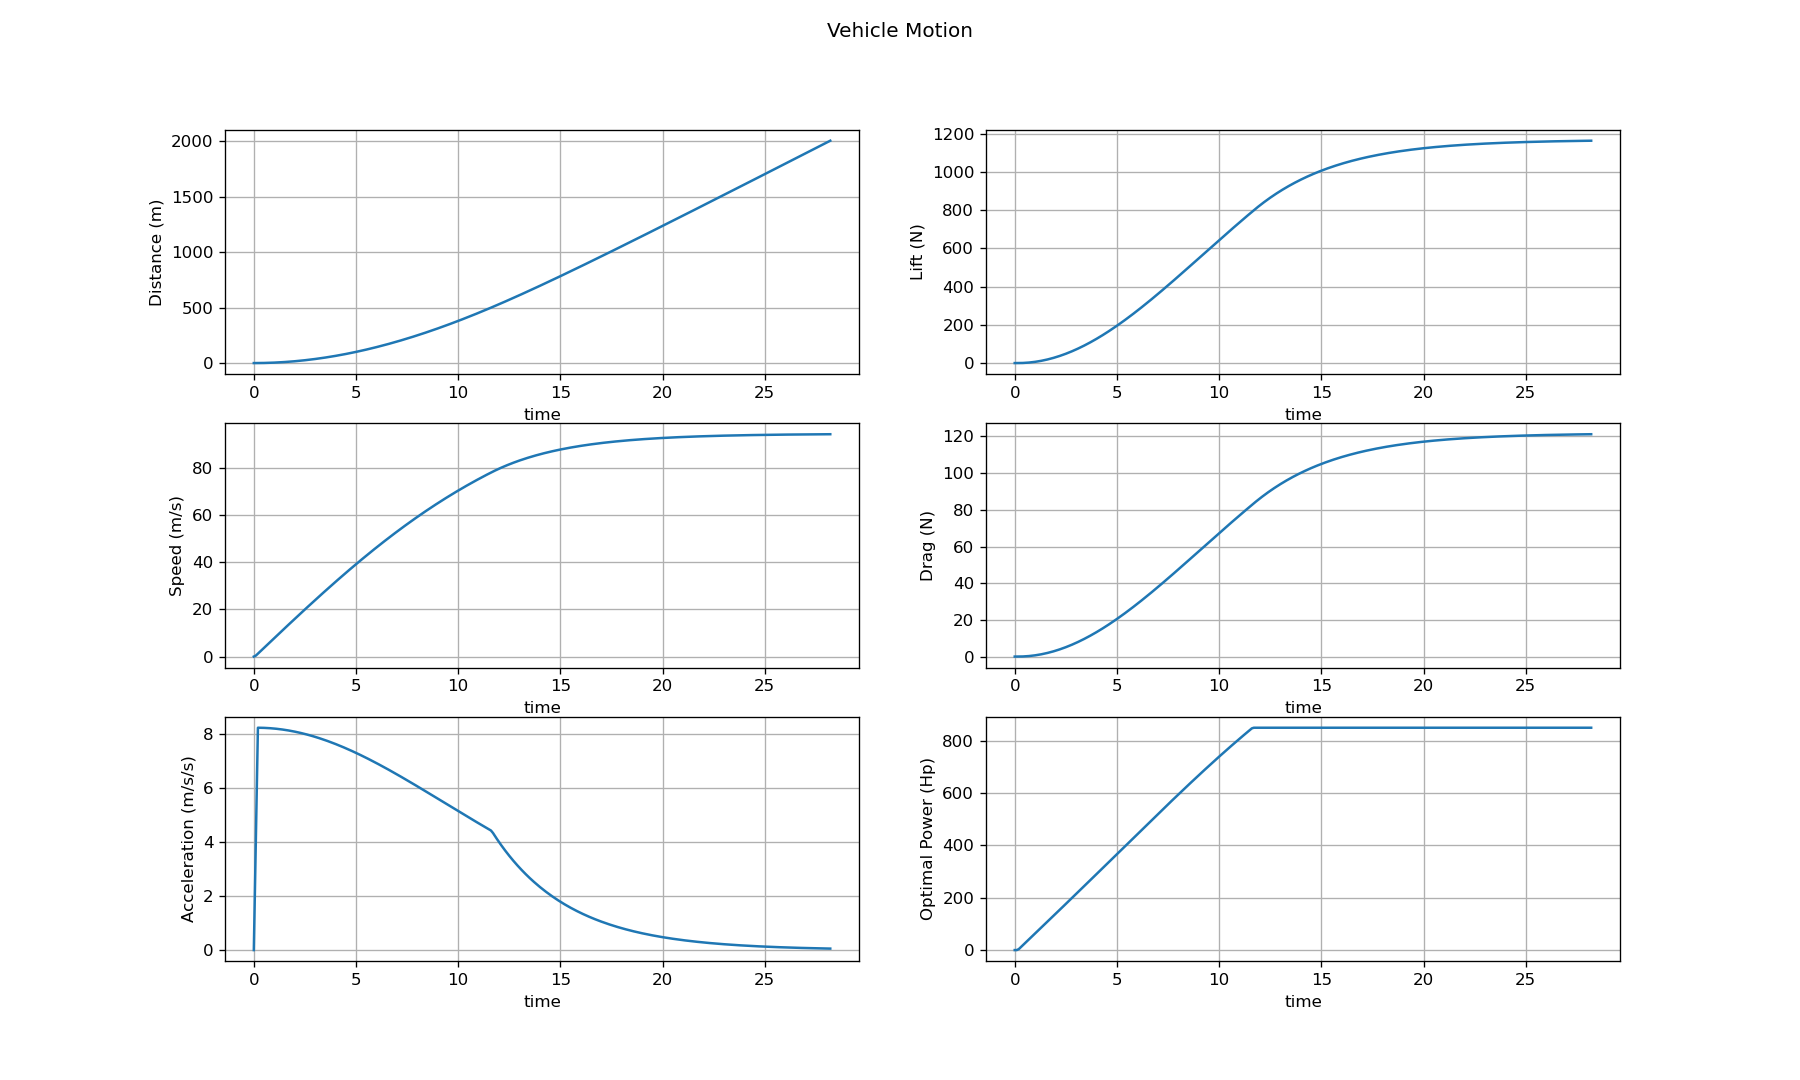 Vehicle Motion
Distance (m)
2000
1500
1000
500
0
0 5 10 15 20 25
time
Lift (N)
1200
1000
800
600
400
200
0
0 5 10 15 20 25
time
Speed (m/s)
80
60
40
20
0
0 5 10 15 20 25
time
Drag (N)
120
100
80
60
40
20
0
0 5 10 15 20 25
time
Acceleration (m/s/s)
8
6
4
2
0
0 5 10 15 20 25
time
Optimal Power (Hp)
800
600
400
200
0
0 5 10 15 20 25
time